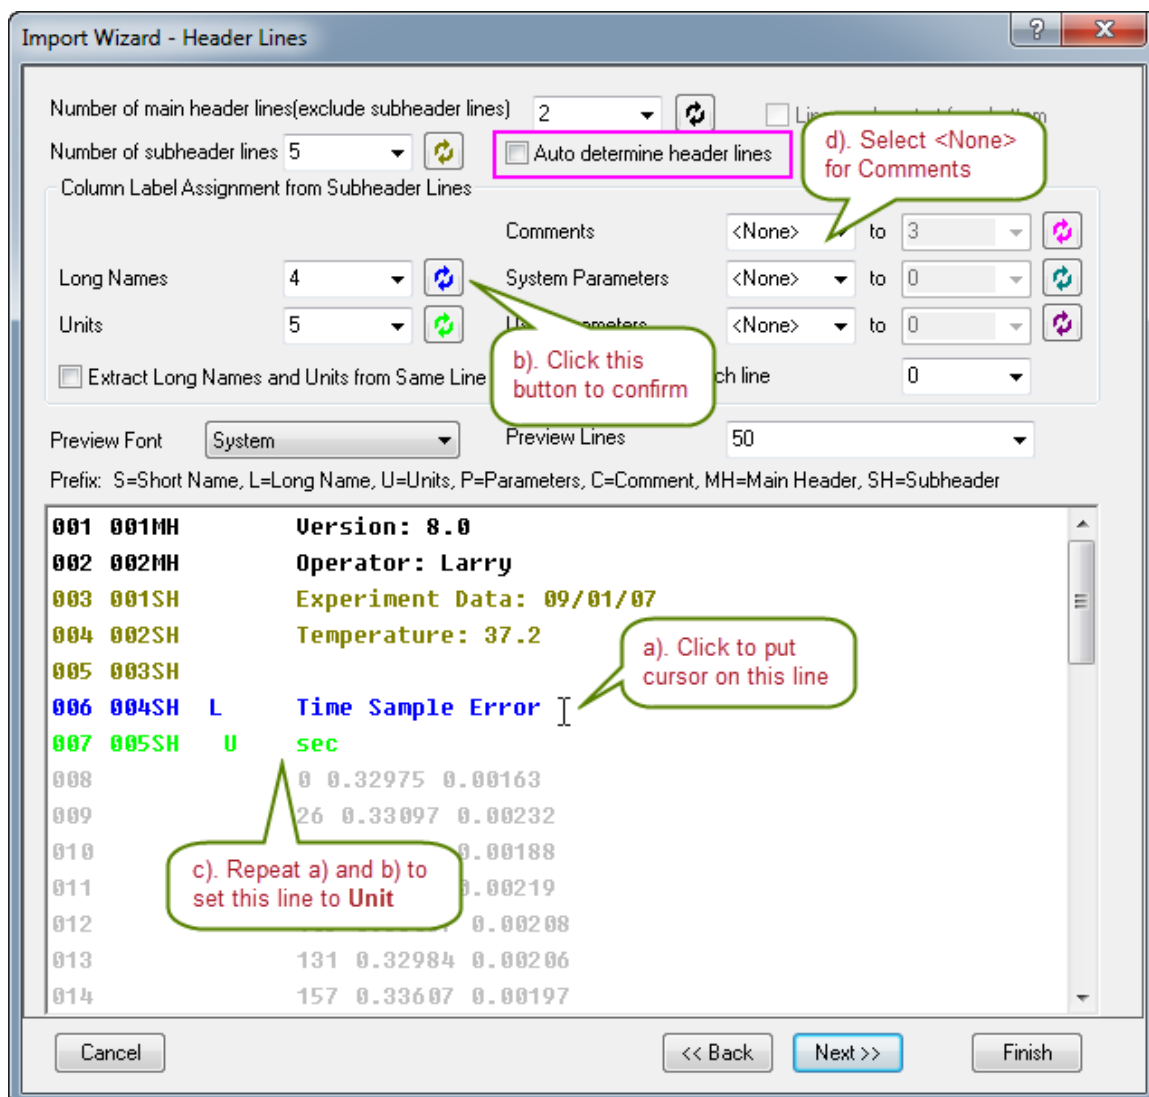 Import Wizard - Header Lines
Number of main header lines(exclude subheader lines) 2
Number of subheader lines 5 Auto determine header lines
d). Select <None>
for Comments
Column Label Assignment from Subheader Lines
Comments <None> to 3
Long Names 4 System Parameters <None> to 0
Units 5 <None> to 0
b). Click this
button to confirm
Extract Long Names and Units from Same Line line 0
Preview Font System Preview Lines 50
Prefix: S=Short Name, L=Long Name, U=Units, P=Parameters, C=Comment, MH=Main Header, SH=Subheader
001 001MH Version: 8.0
002 002MH Operator: Larry
003 001SH Experiment Data: 09/01/07
004 002SH Temperature: 37.2
005 003SH
a). Click to put
cursor on this line
006 004SH L Time Sample Error
007 005SH U sec
008 0 0.32975 0.00163
009 26 0.33097 0.00232
010 0.00188
011 0.00219
c). Repeat a) and b) to
set this line to Unit
012 0.00208
013 131 0.32984 0.00206
014 157 0.33607 0.00197
Cancel << Back Next >> Finish